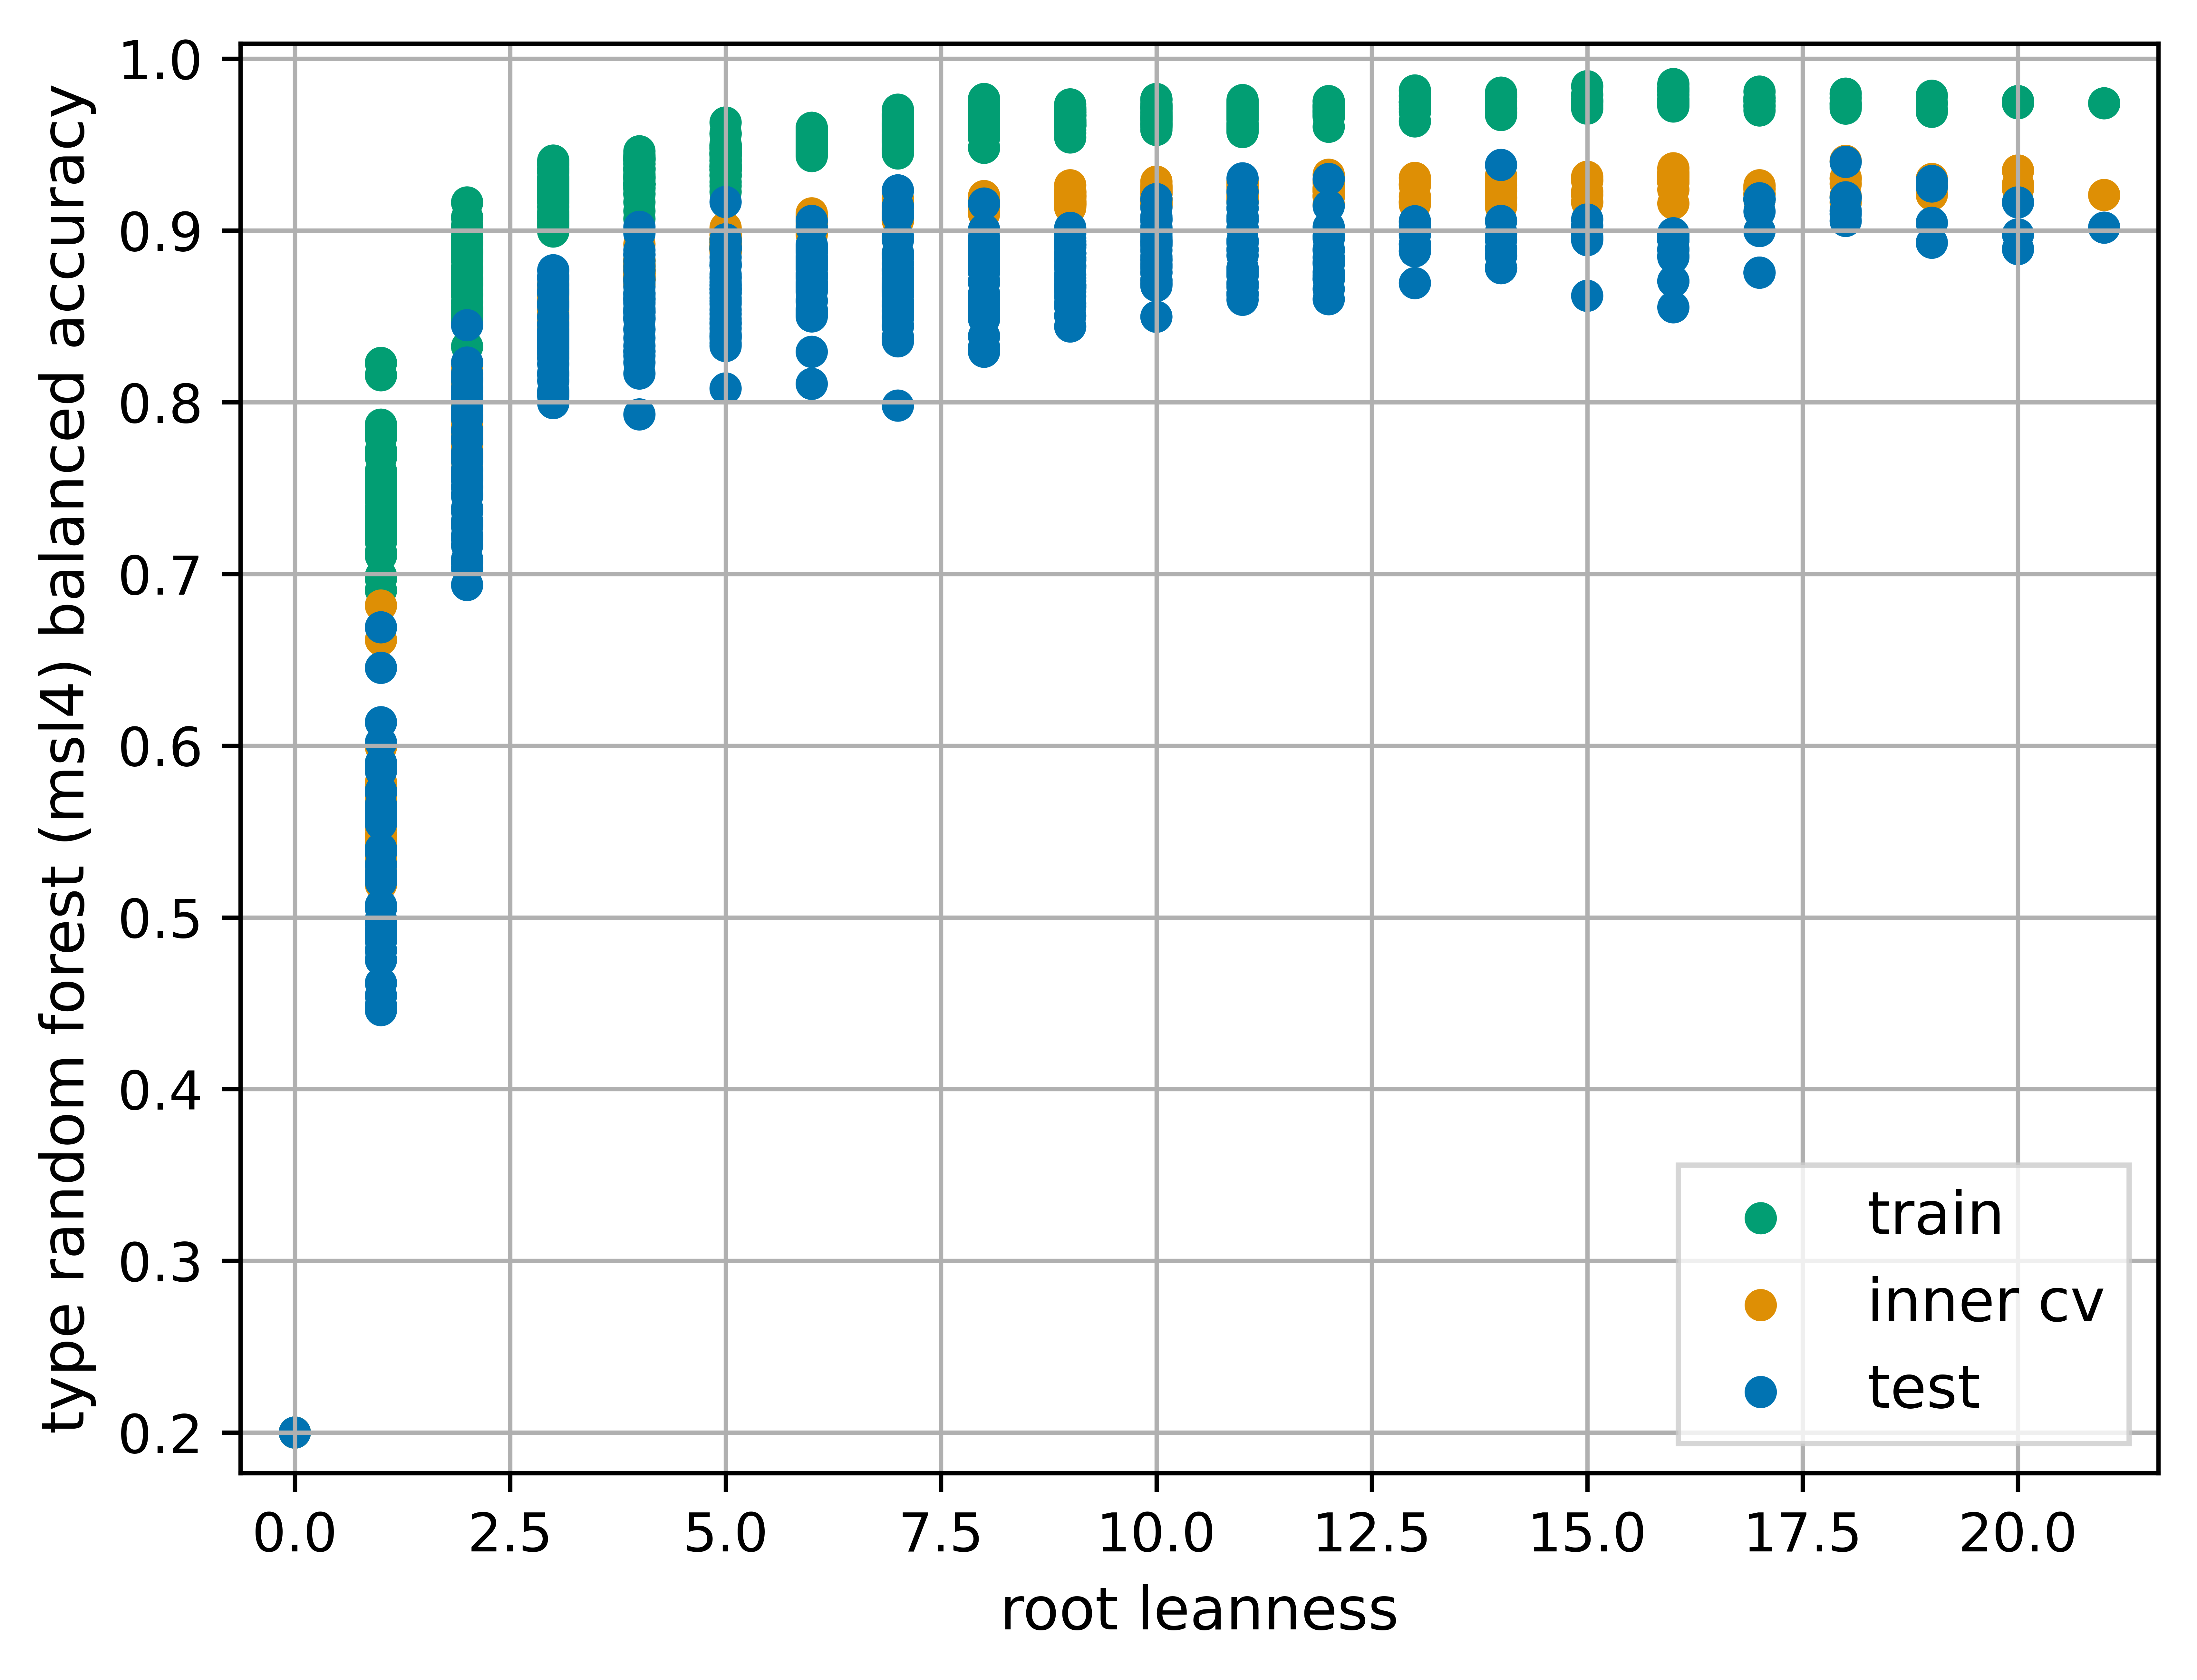 type random forest (msl4) balanced accuracy
1.0
0.9
0.8
0.7
0.6
0.5
0.4
0.3
0.2
train
inner cv
test
0.0 2.5 5.0 7.5 10.0 12.5 15.0 17.5 20.0
root leanness